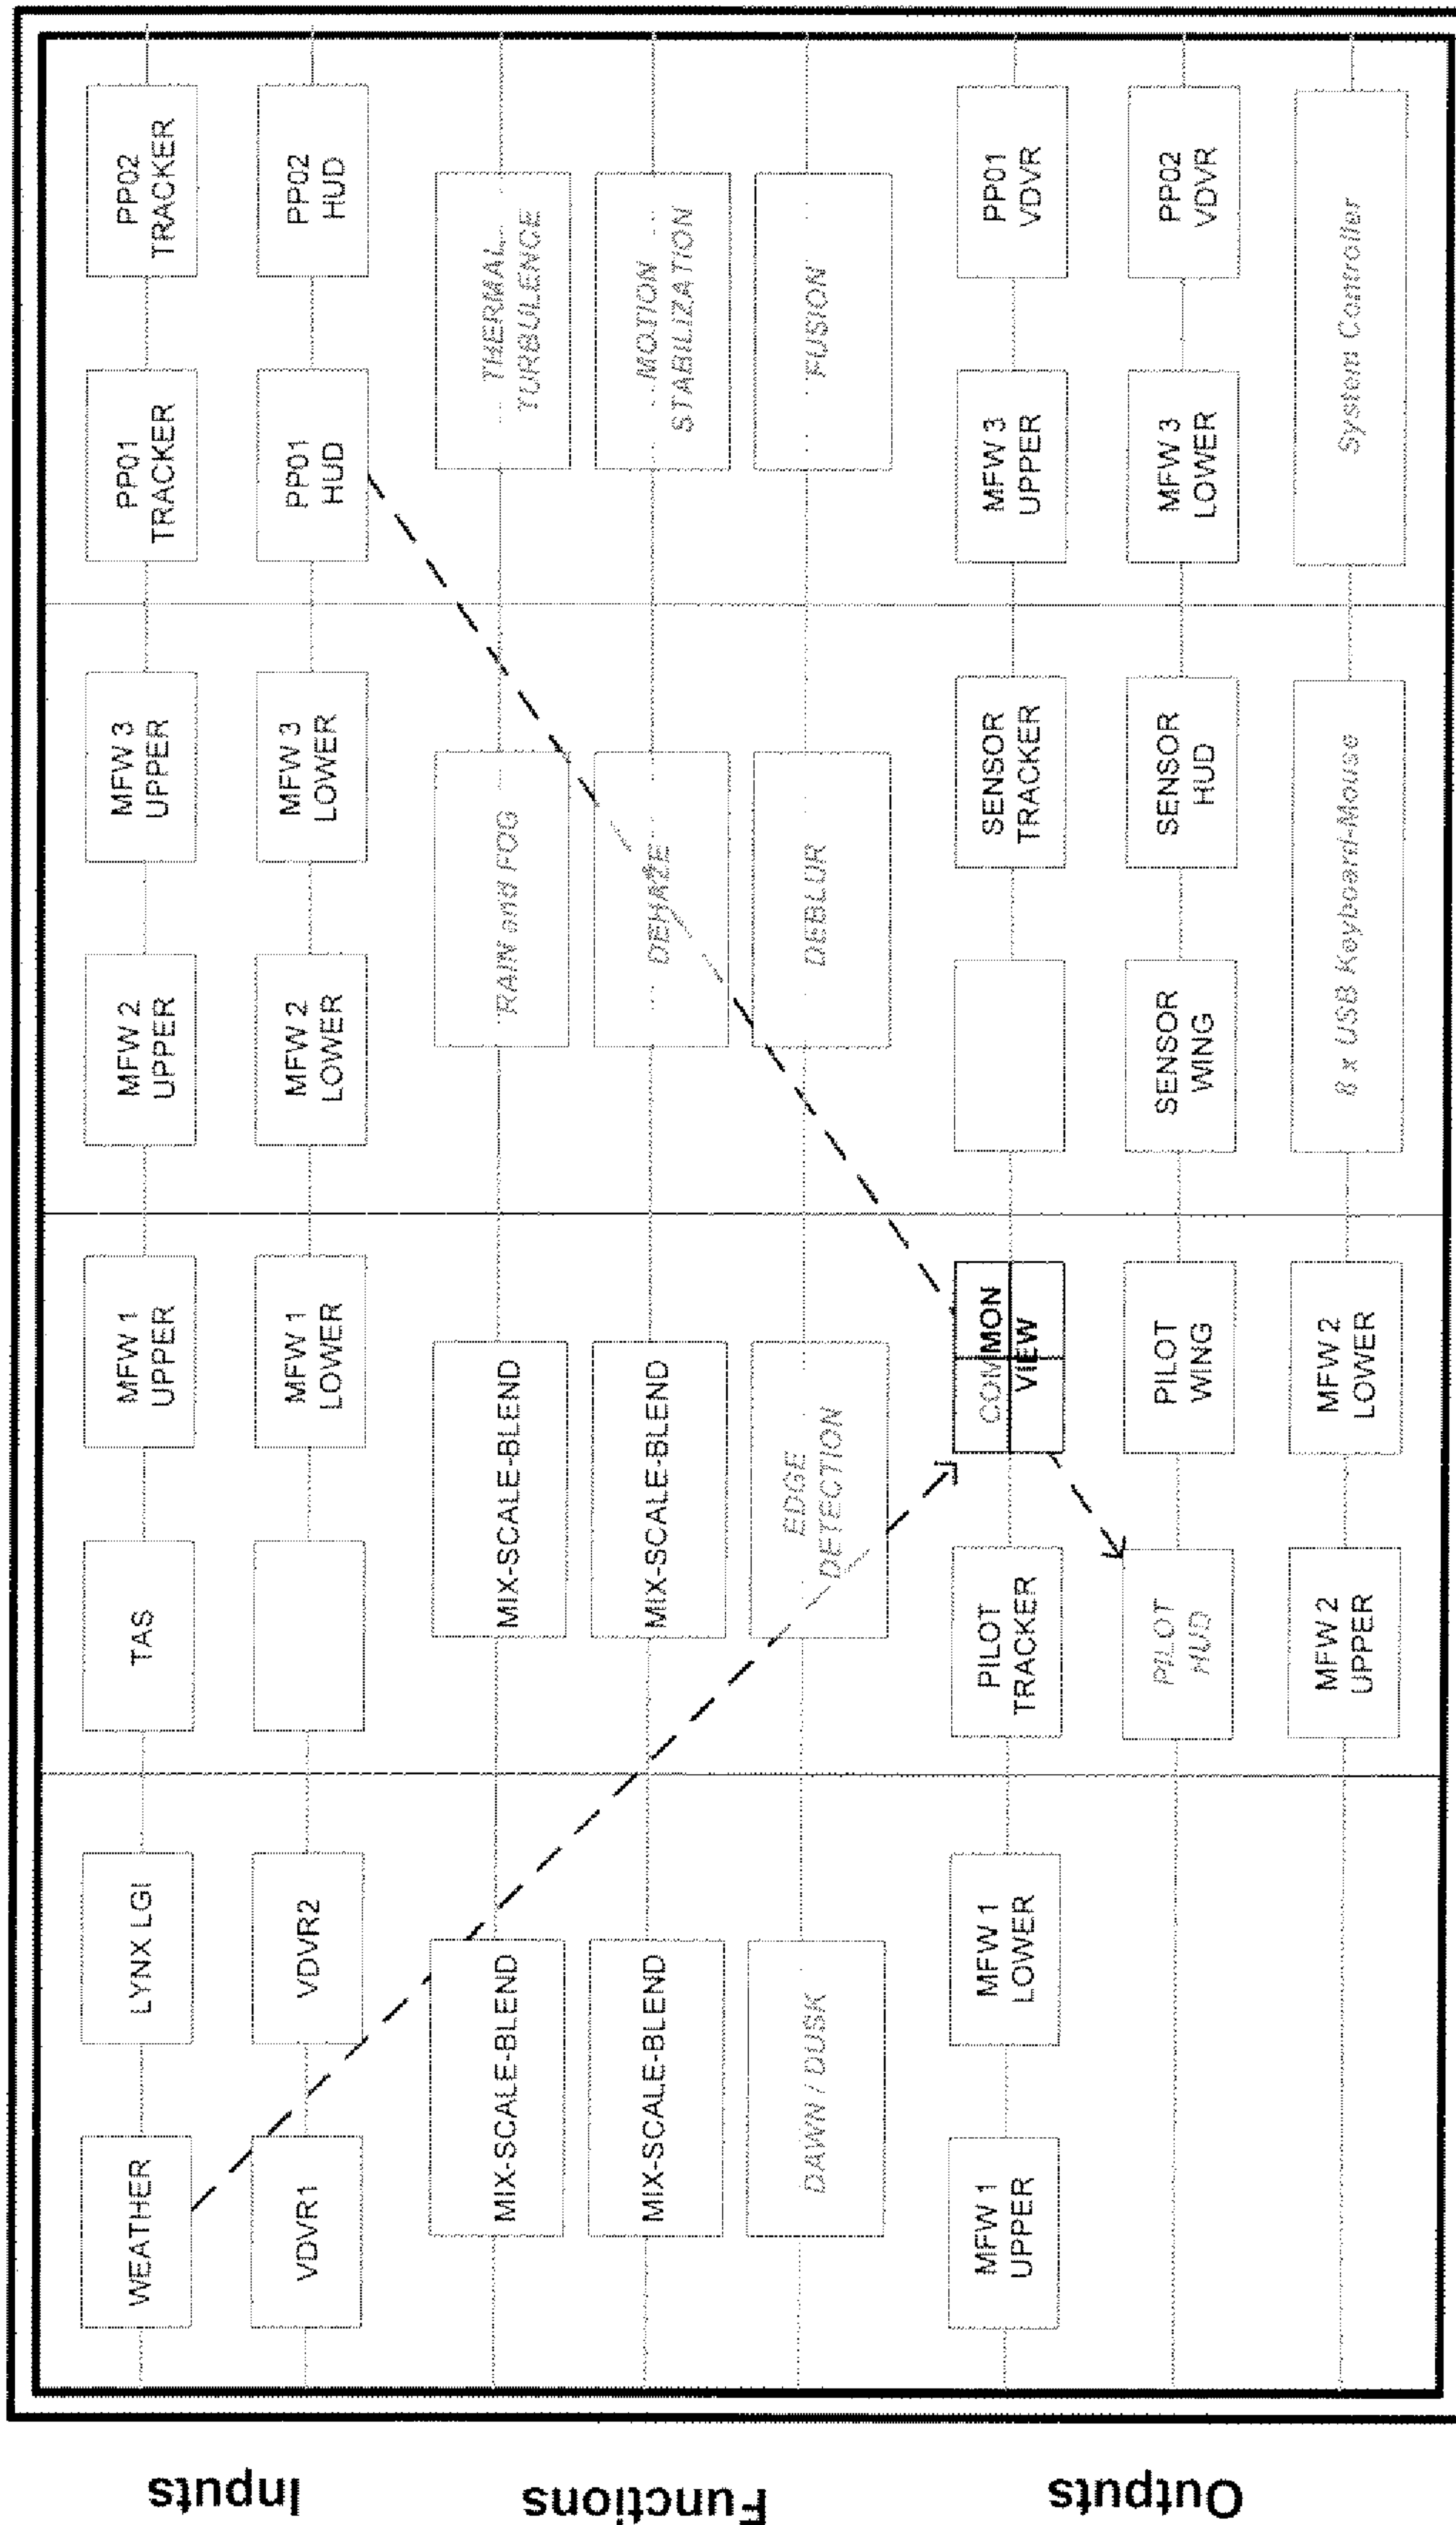 Inputs
WEATHER
LYNX LGI
TAS
MFW 1
UPPER
MFW 2
UPPER
MFW 3
UPPER
PP01
TRACKER
PP02
TRACKER
VDVR1
VDVR2
MFW 1
LOWER
MFW 2
LOWER
MFW 3
LOWER
PP01
HUD
PP02
HUD
Functions
MIX-SCALE-BLEND
MIX-SCALE-BLEND
RAIN and FOG
THERMAL
TURBULENCE
MIX-SCALE-BLEND
MIX-SCALE-BLEND
DEHAZE
MOTION
STABILIZATION
DAWN / DUSK
EDGE
DETECTION
DEBLUR
FUSION
Outputs
MFW 1
UPPER
MFW 1
LOWER
PILOT
TRACKER
COMMON
VIEW
SENSOR
TRACKER
MFW 3
UPPER
PP01
VDVR
PILOT
HUD
PILOT
WING
SENSOR
WING
SENSOR
HUD
MFW 3
LOWER
PP02
VDVR
MFW 2
UPPER
MFW 2
LOWER
8 x USB Keyboard-Mouse
System Controller